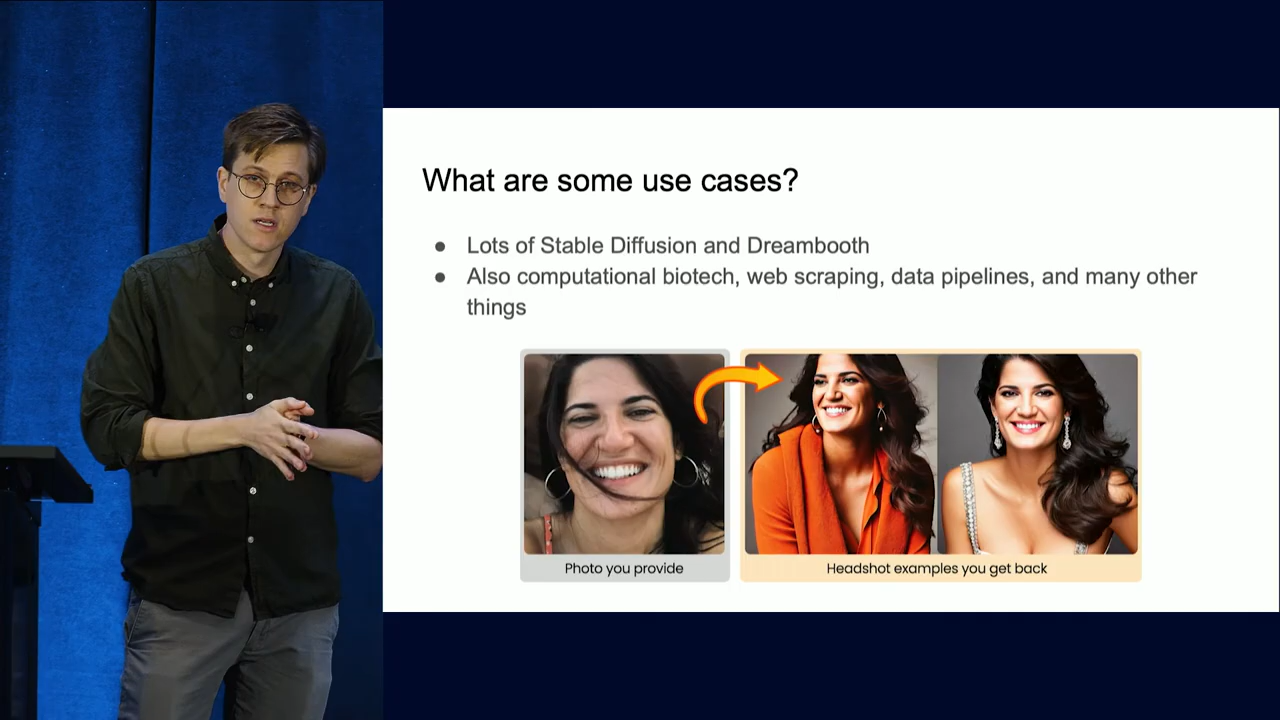 What are some use cases?
● Lots of Stable Diffusion and Dreambooth
● Also computational biotech, web scraping, data pipelines, and many other
things
Photo you provide
Headshot examples you get back